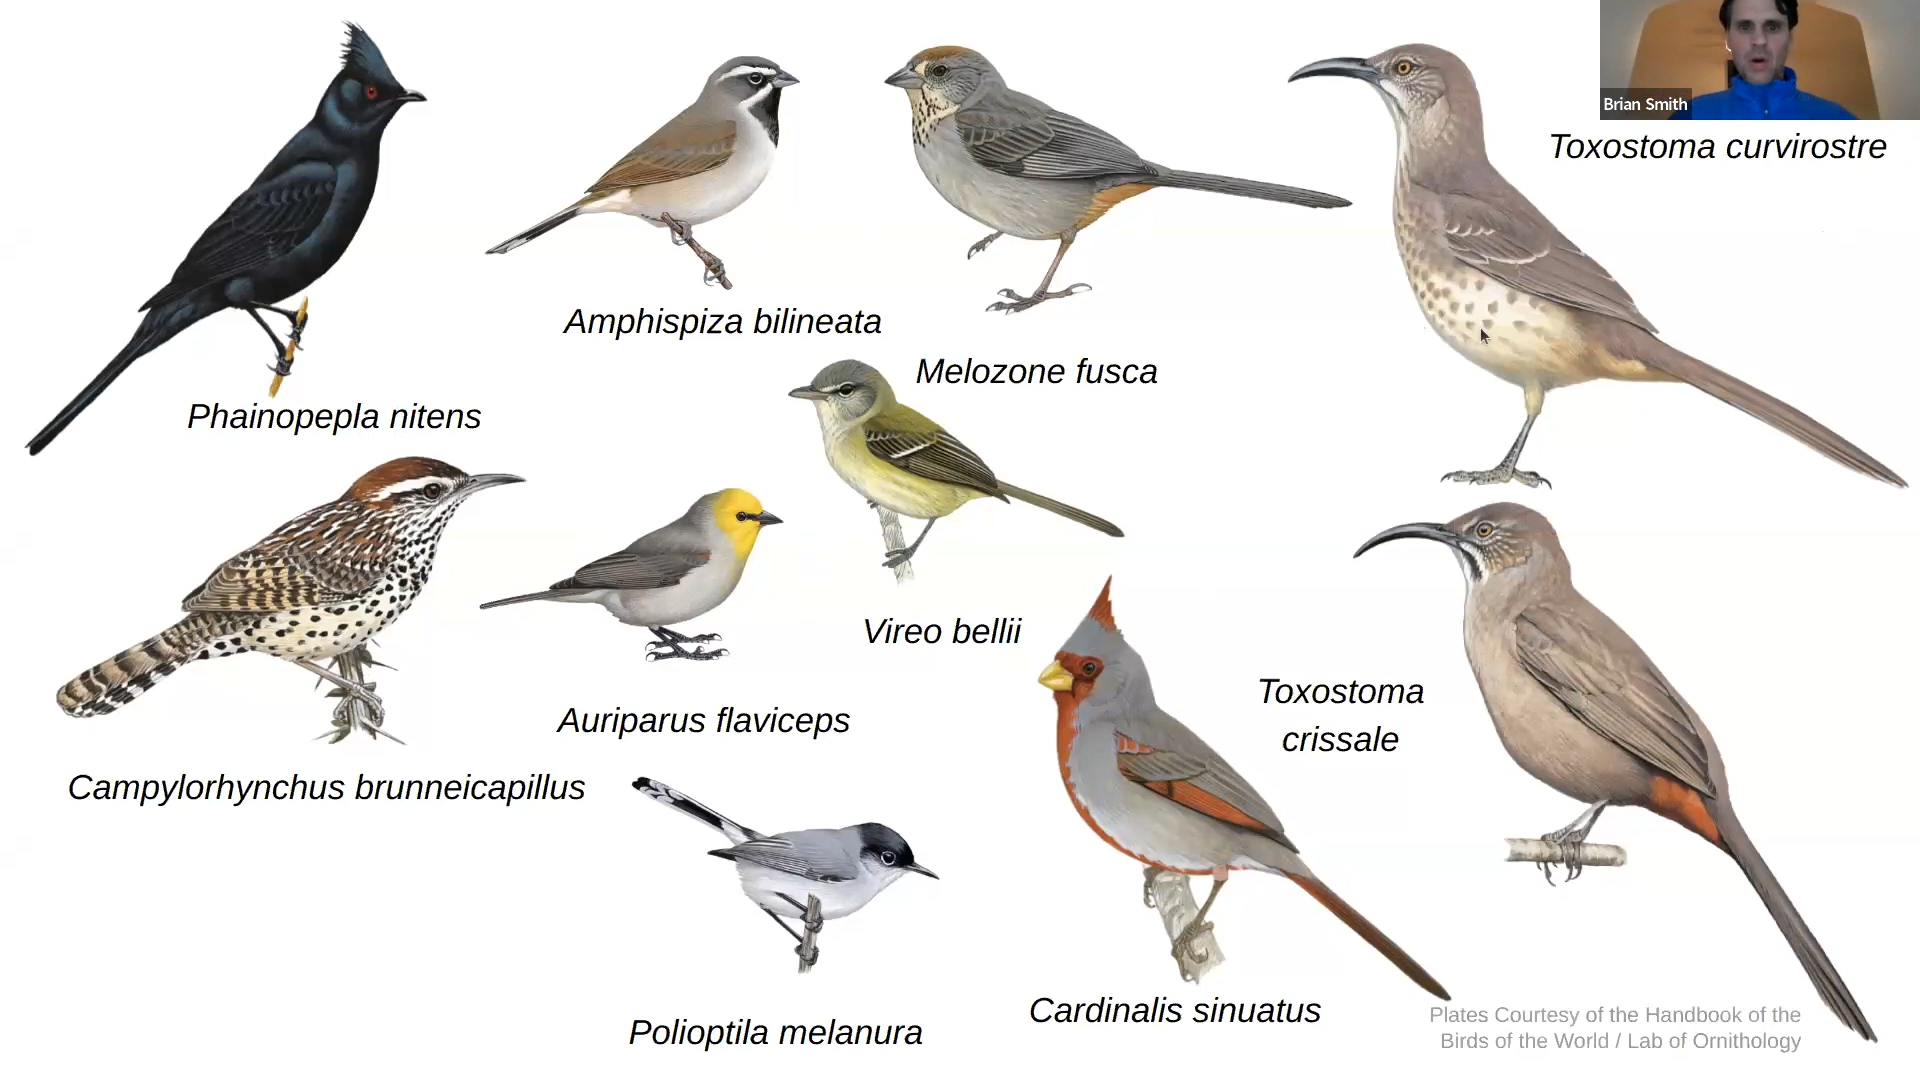 Brian Smith
Toxostoma curvirostre
Amphispiza bilineata
Melozone fusca
Phainopepla nitens
Vireo bellii
Toxostoma
crissale
Auriparus flaviceps
Campylorhynchus brunneicapillus
Cardinalis sinuatus
Polioptila melanura
Plates Courtesy of the Handbook of the
Birds of the World / Lab of Ornithology